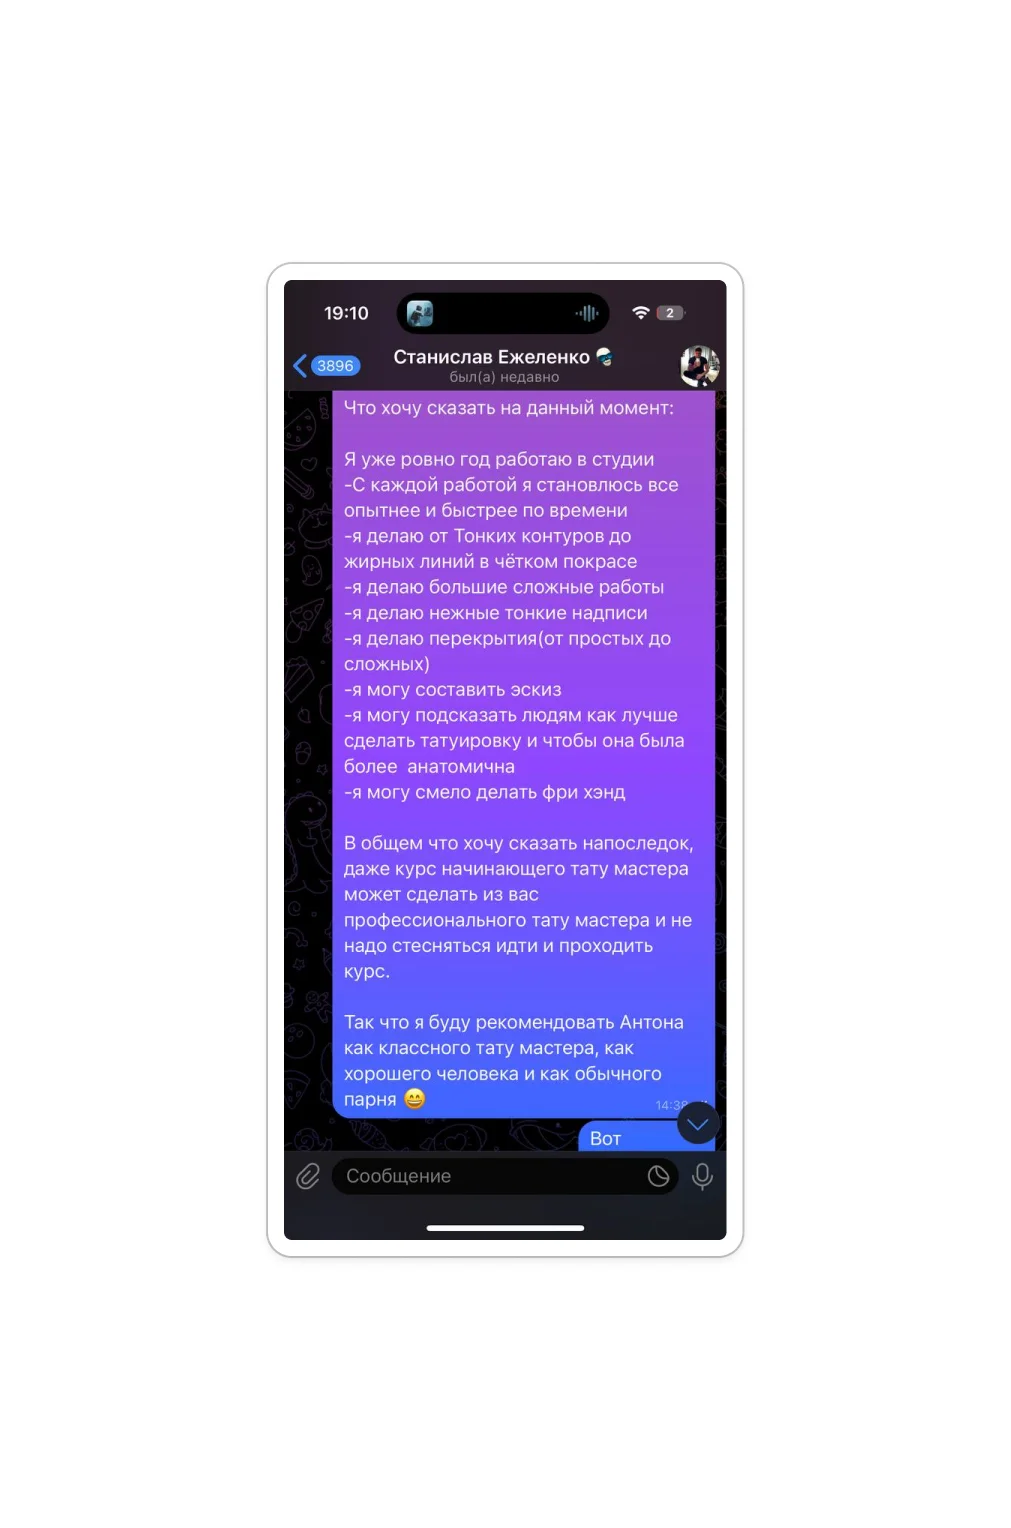 19:10
2
3896
Станислав Ежеленко
был(а) недавно
Что хочу сказать на данный момент:
Я уже ровно год работаю в студии
-С каждой работой я становлюсь все
опытнее и быстрее по времени
-я делаю от Тонких контуров до
жирных линий в чётком покрасе
-я делаю большие сложные работы
-я делаю нежные тонкие надписи
-я делаю перекрытия(от простых до
сложных)
-я могу составить эскиз
-я могу подсказать людям как лучше
сделать татуировку и чтобы она была
более  анатомична
-я могу смело делать фри хэнд
В общем что хочу сказать напоследок,
даже курс начинающего тату мастера
может сделать из вас
профессионального тату мастера и не
надо стесняться идти и проходить
курс.
Так что я буду рекомендовать Антона
как классного тату мастера, как
хорошего человека и как обычного
парня 😄
14:38
Вот
Сообщение